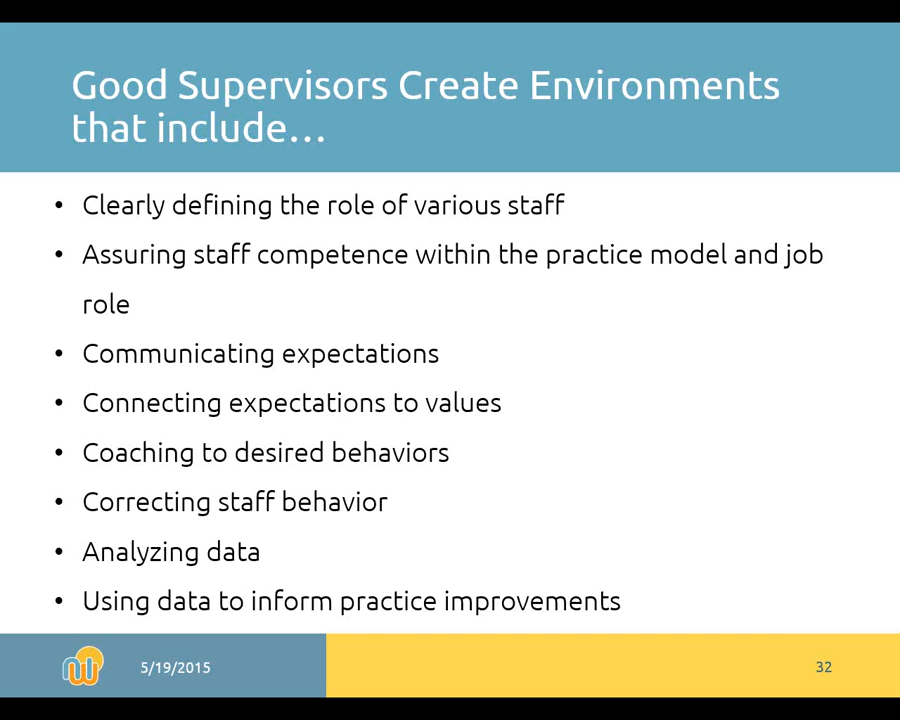 Good Supervisors Create Environments
that include…
• Clearly defining the role of various staff
• Assuring staff competence within the practice model and job
role
• Communicating expectations
• Connecting expectations to values
• Coaching to desired behaviors
• Correcting staff behavior
• Analyzing data
• Using data to inform practice improvements
5/19/2015
32